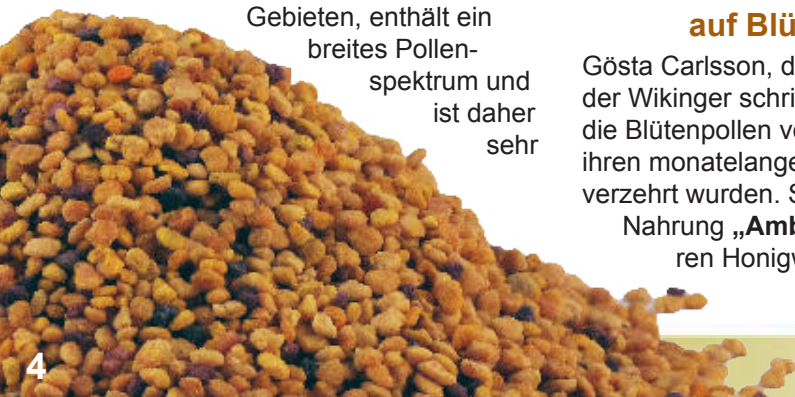 Gebieten, enthält ein
breites Pollen-
spektrum und
ist daher
sehr
auf Blü
Gösta Carlsson, d
der Wikinger schri
die Blütenpollen v
ihren monatelange
verzehrt wurden. S
Nahrung „Amb
ren Honigw
4